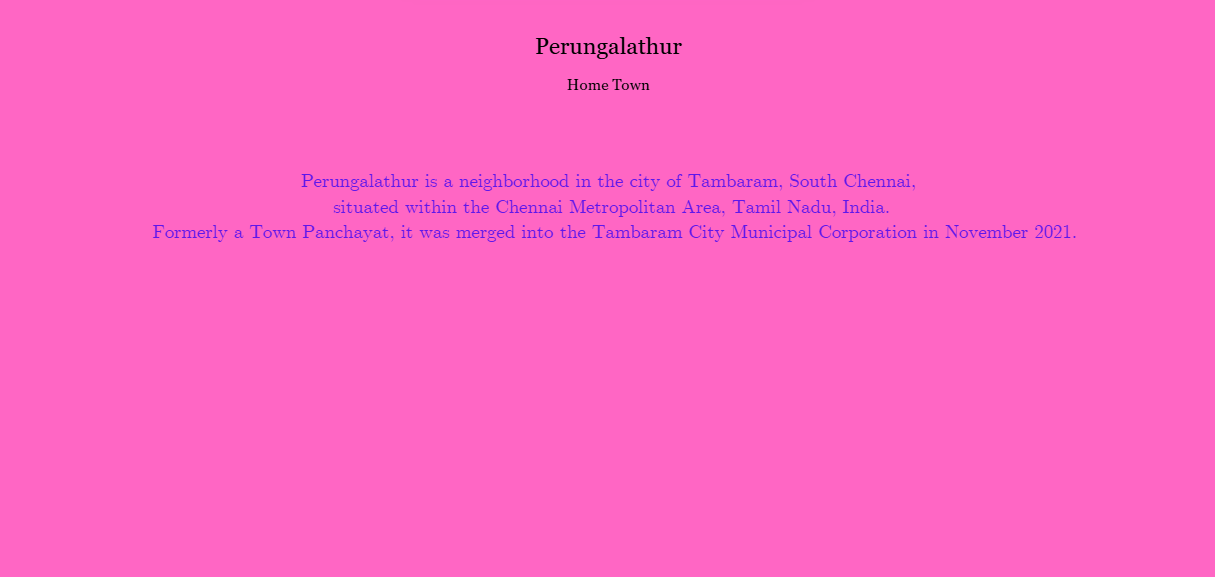 Perungalathur
Home Town
Perungalathur is a neighborhood in the city of Tambaram, South Chennai,
situated within the Chennai Metropolitan Area, Tamil Nadu, India.
Formerly a Town Panchayat, it was merged into the Tambaram City Municipal Corporation in November 2021.